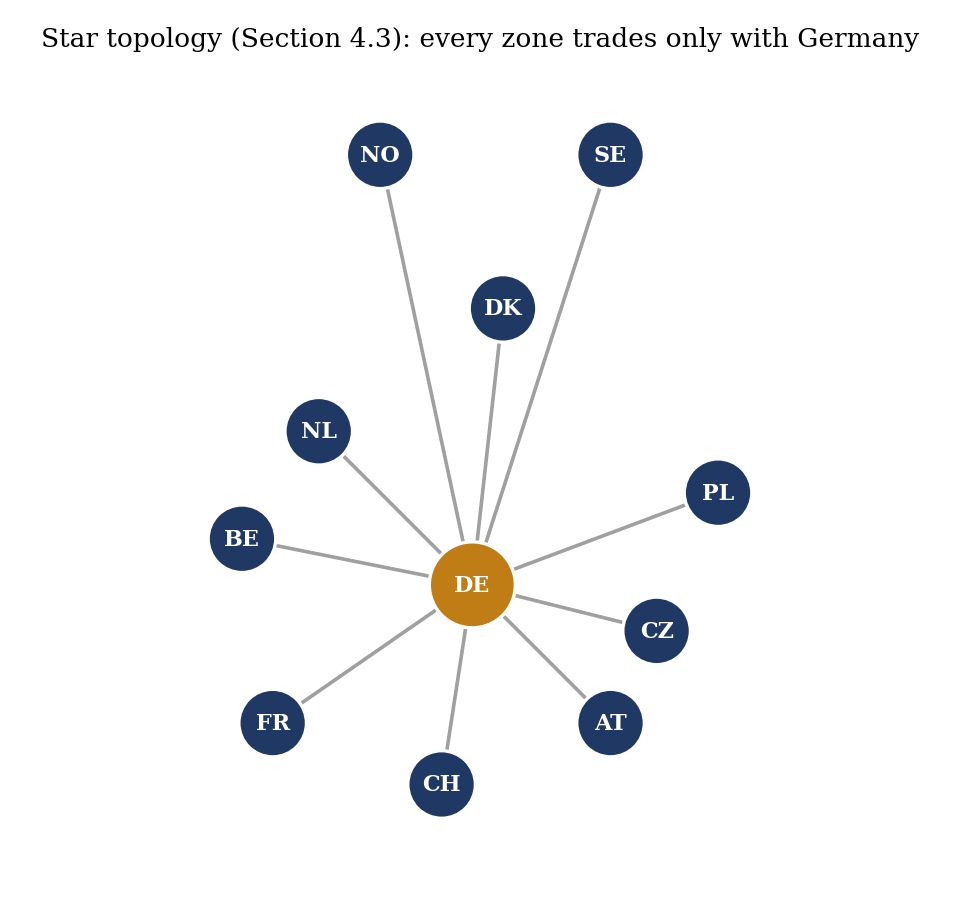 Star topology (Section 4.3): every zone trades only with Germany
NO
SE
DK
NL
PL
BE
DE
CZ
FR
AT
CH